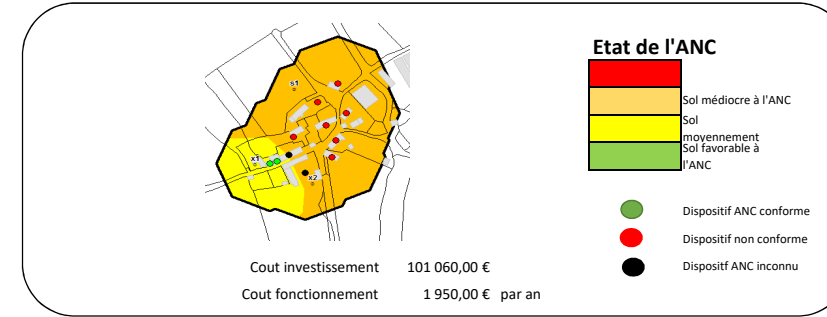 Etat de l'ANC
s1
Sol médiocre à l'ANC
Sol
moyennement
Sol favorable à
l'ANC
x1
x2
Dispositif ANC conforme
Dispositif non conforme
Dispositf ANC inconnu
Cout investissement 101 060,00 €
Cout fonctionnement 1 950,00 € par an